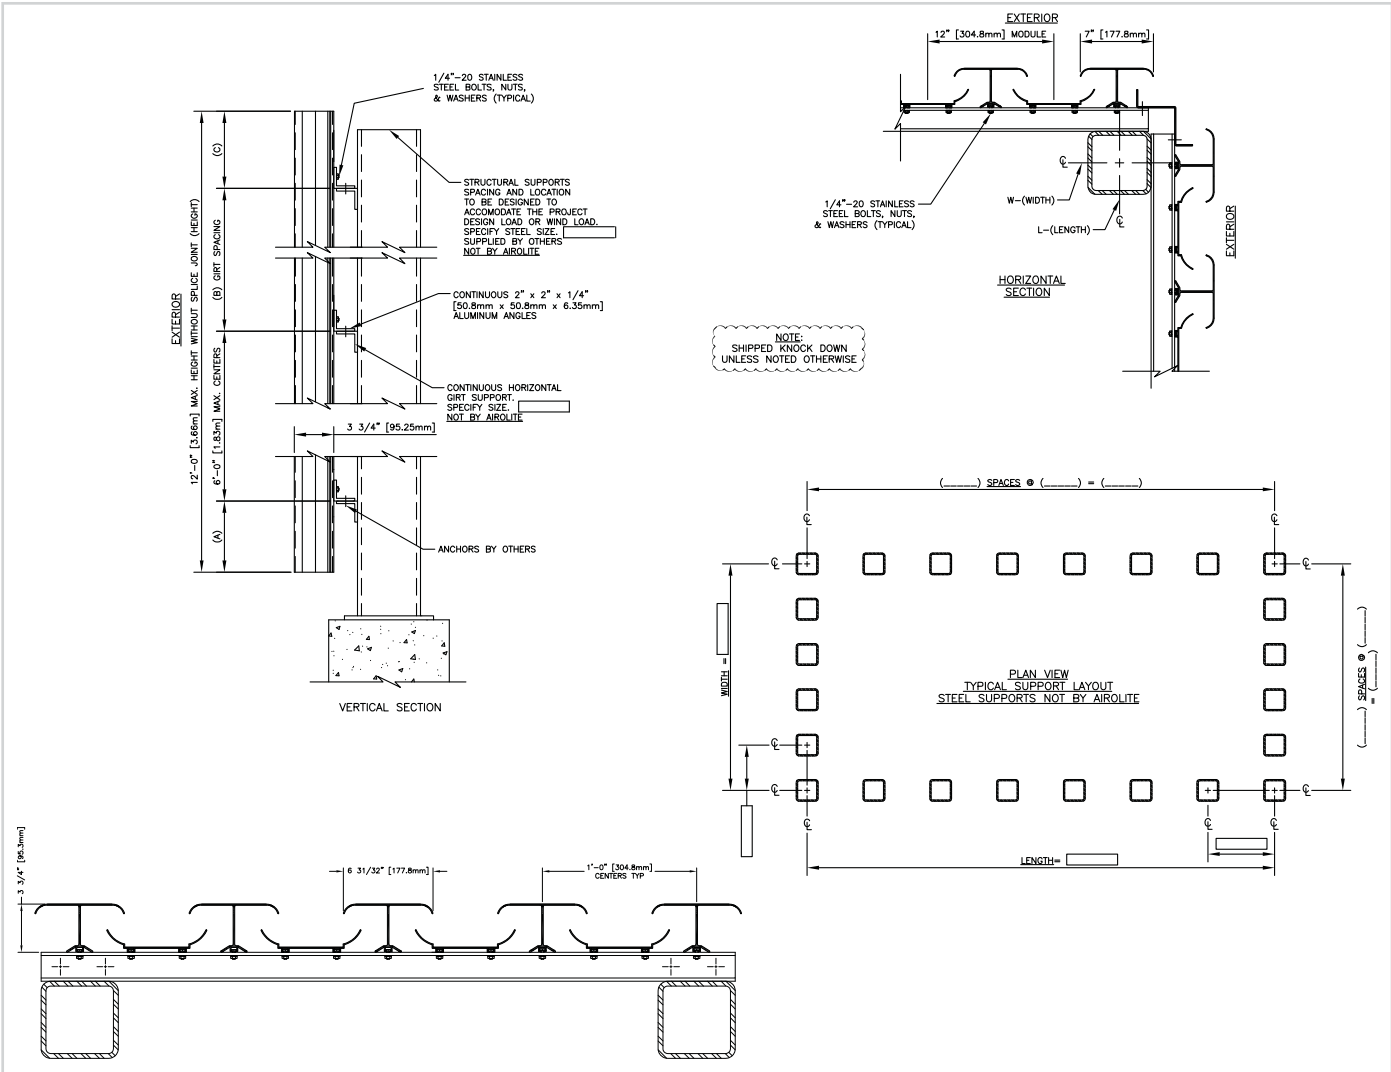 EXTERIOR
12" [304.8mm] MODULE
7" [177.8mm]
1/4"-20 STAINLESS
STEEL BOLTS, NUTS,
& WASHERS (TYPICAL)
(C)
STRUCTURAL SUPPORTS
SPACING AND LOCATION
TO BE DESIGNED TO
ACCOMODATE THE PROJECT
DESIGN LOAD OR WIND LOAD.
SPECIFY STEEL SIZE.
SUPPLIED BY OTHERS
NOT BY AIROLITE
EXTERIOR
12'-0" [3.66m] MAX. HEIGHT WITHOUT SPLICE JOINT (HEIGHT)
(B) GIRT SPACING
6'-0" [1.83m] MAX. CENTERS
CONTINUOUS 2" x 2" x 1/4"
[50.8mm x 50.8mm x 6.35mm]
ALUMINUM ANGLES
CONTINUOUS HORIZONTAL
GIRT SUPPORT.
SPECIFY SIZE.
NOT BY AIROLITE
3 3/4" [95.25mm]
(A)
ANCHORS BY OTHERS
VERTICAL SECTION
℄
W-(WIDTH)
1/4"-20 STAINLESS
STEEL BOLTS, NUTS,
& WASHERS (TYPICAL)
℄
L-(LENGTH)
EXTERIOR
HORIZONTAL
SECTION
NOTE:
SHIPPED KNOCK DOWN
UNLESS NOTED OTHERWISE
(_____) SPACES @ (_____) = (_____)
℄ ℄
℄ ℄
WIDTH =
PLAN VIEW
TYPICAL SUPPORT LAYOUT
STEEL SUPPORTS NOT BY AIROLITE
(_____) SPACES @ (_____)
= (_____)
℄
℄ ℄
℄ ℄ ℄
LENGTH=
3 3/4" [95.3mm]
6 31/32" [177.8mm]
1'-0" [304.8mm]
CENTERS TYP